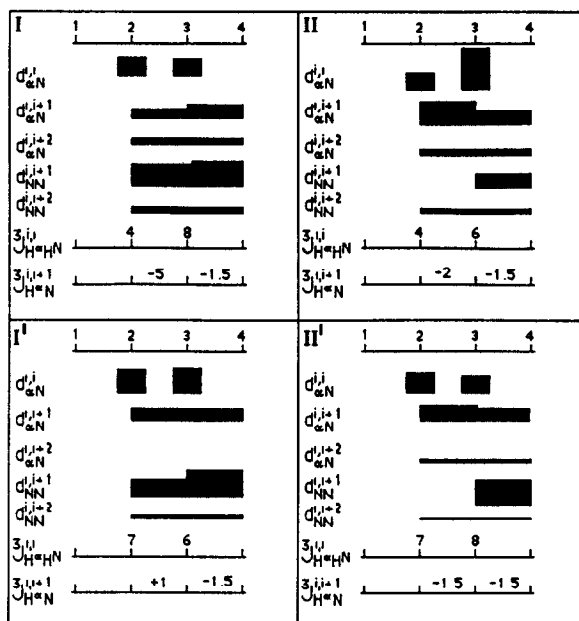 I
1 2 3 4
d^{i,i}_{αN}
d^{i,i+1}_{αN}
d^{i,i+2}_{αN}
d^{i,i+1}_{NN}
d^{i,i+2}_{NN}
³J^{i,i}_{HαHN} 4 8
³J^{i,i+1}_{HαN} -5 -1.5
II
1 2 3 4
d^{i,i}_{αN}
d^{i,i+1}_{αN}
d^{i,i+2}_{αN}
d^{i,i+1}_{NN}
d^{i,i+2}_{NN}
³J^{i,i}_{HαHN} 4 6
³J^{i,i+1}_{HαN} -2 -1.5
I'
1 2 3 4
d^{i,i}_{αN}
d^{i,i+1}_{αN}
d^{i,i+2}_{αN}
d^{i,i+1}_{NN}
d^{i,i+2}_{NN}
³J^{i,i}_{HαHN} 7 6
³J^{i,i+1}_{HαN} +1 -1.5
II'
1 2 3 4
d^{i,i}_{αN}
d^{i,i+1}_{αN}
d^{i,i+2}_{αN}
d^{i,i+1}_{NN}
d^{i,i+2}_{NN}
³J^{i,i}_{HαHN} 7 8
³J^{i,i+1}_{HαN} -1 5 -1 5